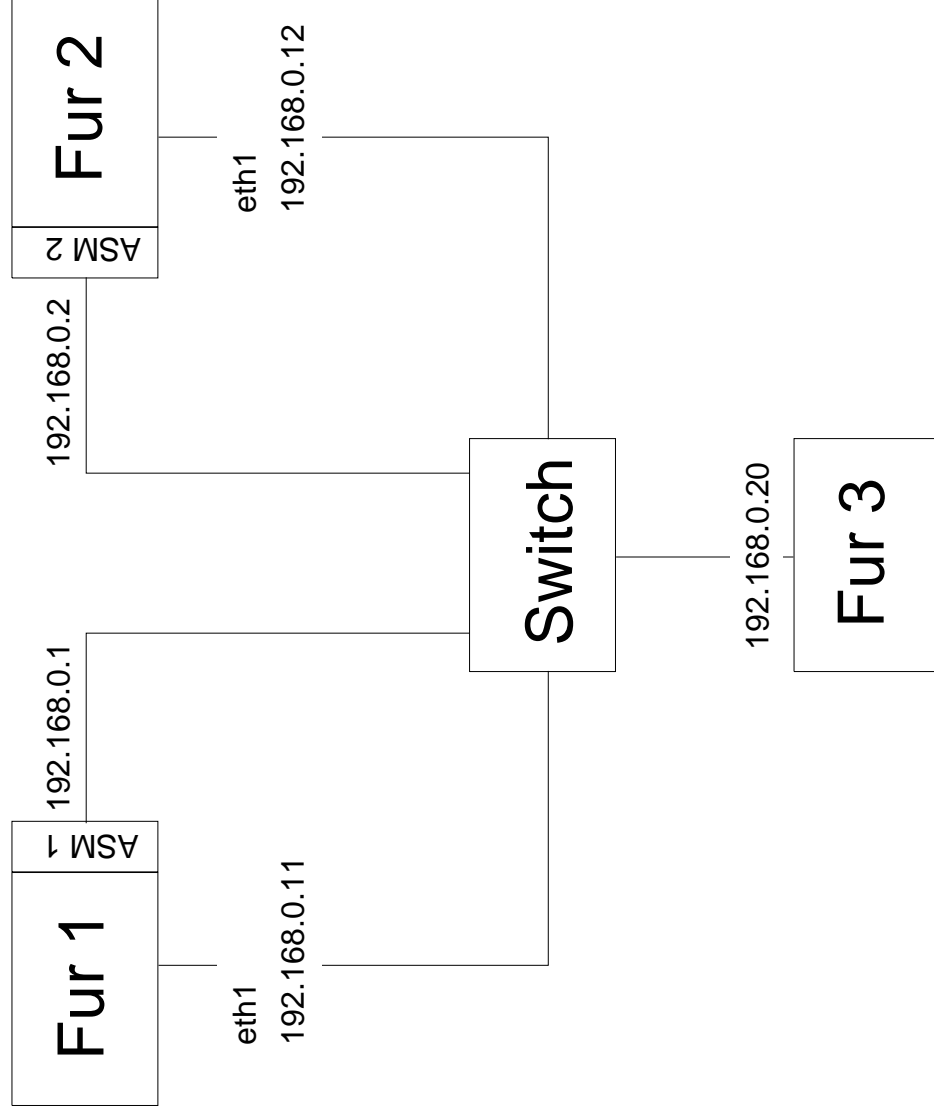 Fur 1
ASM 1
192.168.0.1
192.168.0.2
ASM 2
Fur 2
eth1
192.168.0.11
eth1
192.168.0.12
Switch
192.168.0.20
Fur 3